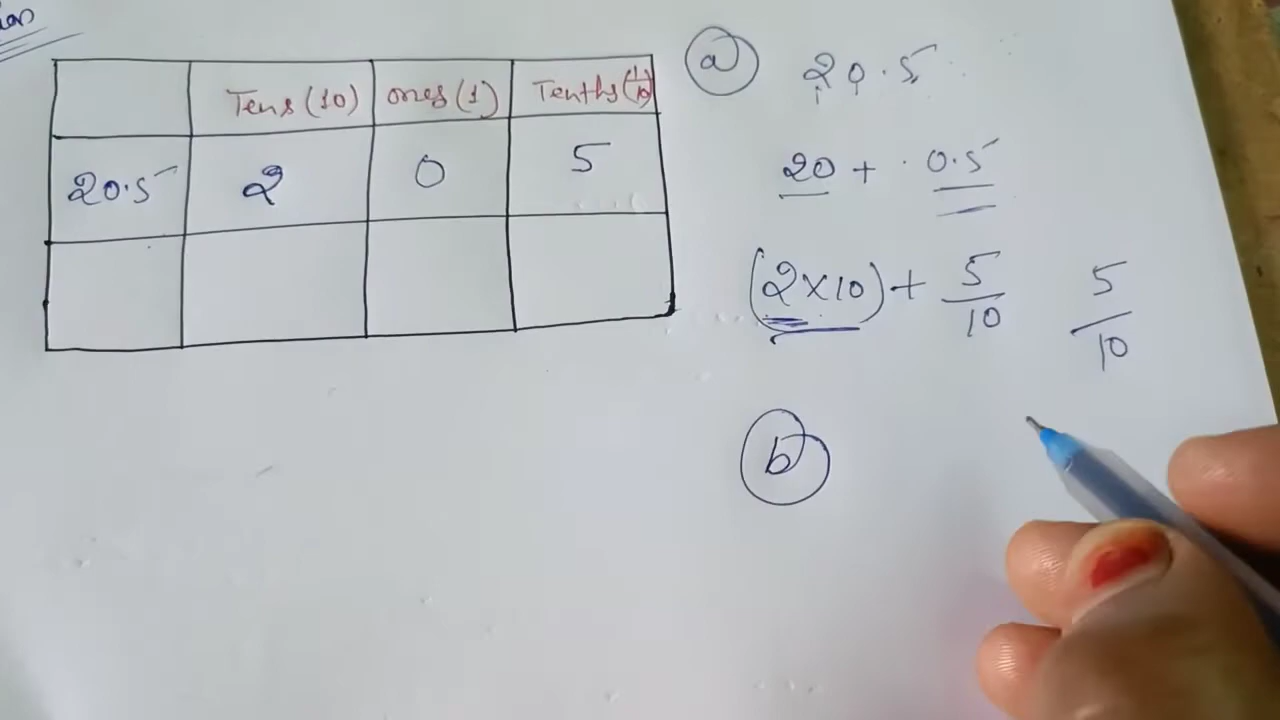 Tens (10) ones (1) Tenths (1/10)
20.5 2 0 5
a 20.5
20 + 0.5
(2×10) + 5/10 5/10
b